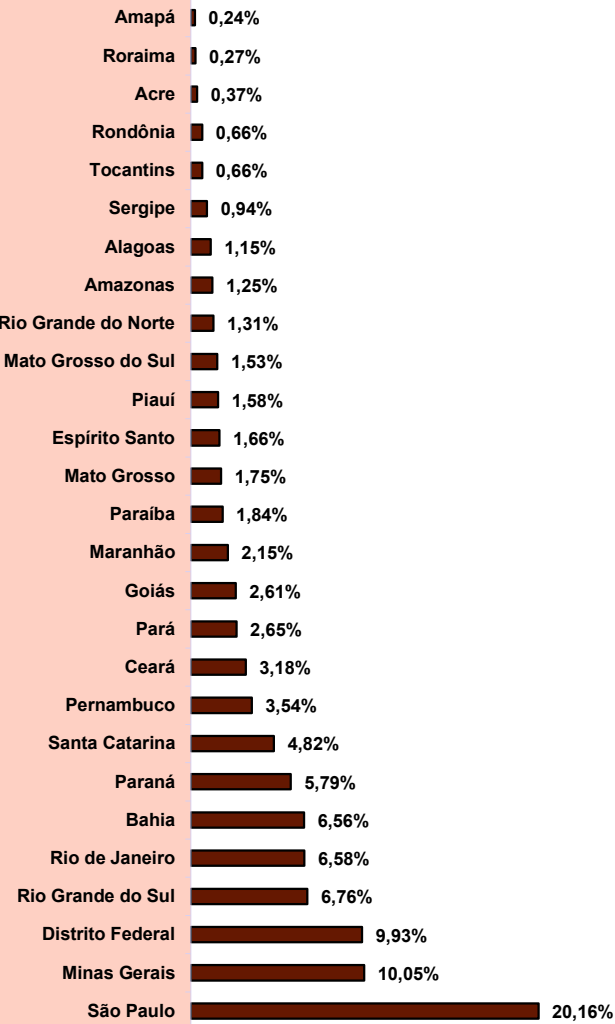 Amapá 0,24%
Roraima 0,27%
Acre 0,37%
Rondônia 0,66%
Tocantins 0,66%
Sergipe 0,94%
Alagoas 1,15%
Amazonas 1,25%
Rio Grande do Norte 1,31%
Mato Grosso do Sul 1,53%
Piauí 1,58%
Espírito Santo 1,66%
Mato Grosso 1,75%
Paraíba 1,84%
Maranhão 2,15%
Goiás 2,61%
Pará 2,65%
Ceará 3,18%
Pernambuco 3,54%
Santa Catarina 4,82%
Paraná 5,79%
Bahia 6,56%
Rio de Janeiro 6,58%
Rio Grande do Sul 6,76%
Distrito Federal 9,93%
Minas Gerais 10,05%
São Paulo 20,16%